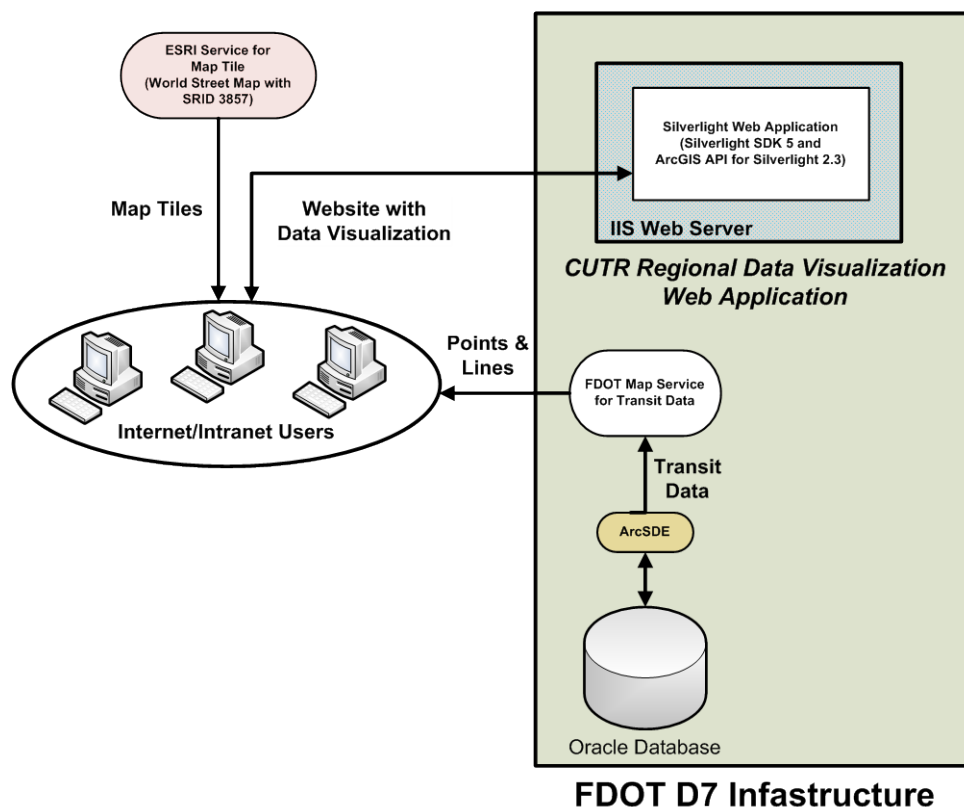 ESRI Service for
Map Tile
(World Street Map with
SRID 3857)
Map Tiles
Website with
Data Visualization
Silverlight Web Application
(Silverlight SDK 5 and
ArcGIS API for Silverlight 2.3)
IIS Web Server
CUTR Regional Data Visualization
Web Application
Points &
Lines
Internet/Intranet Users
FDOT Map Service
for Transit Data
Transit
Data
ArcSDE
Oracle Database
FDOT D7 Infastructure